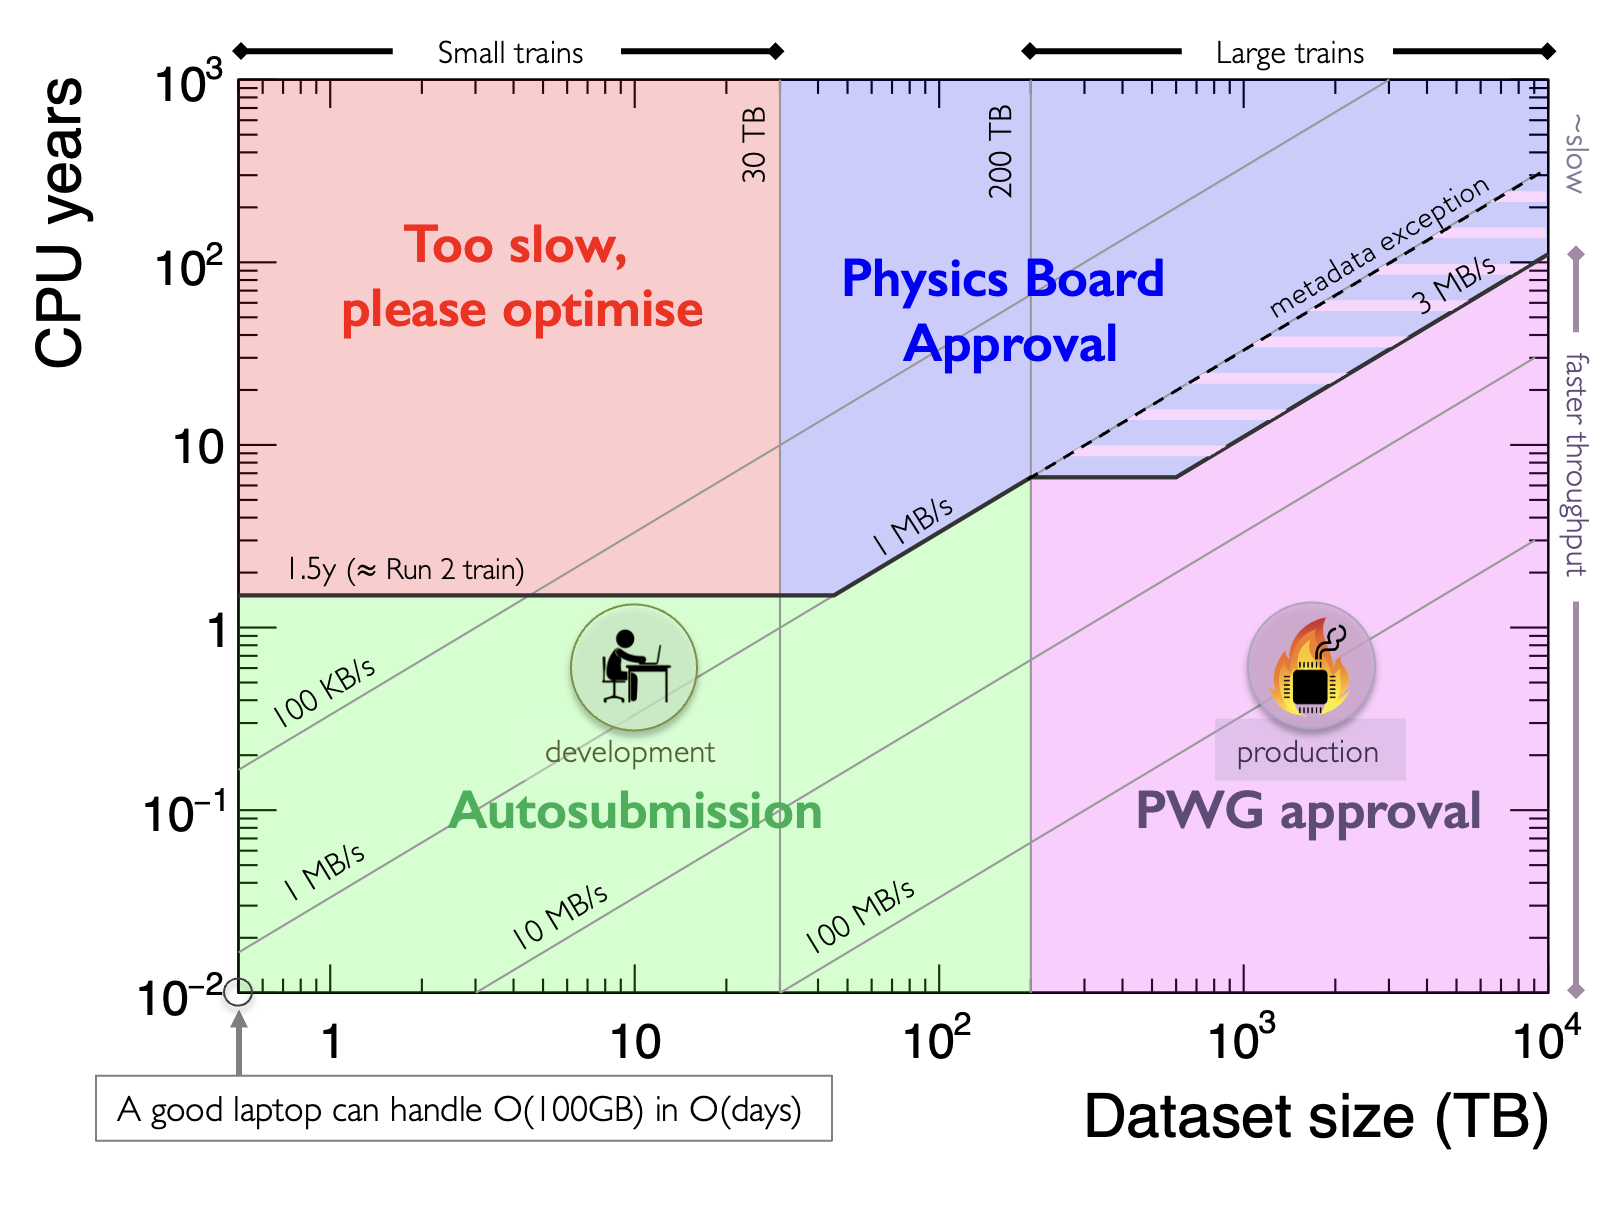 Small trains
Large trains
10³
10²
10
1
10⁻¹
10⁻²
CPU years
30 TB
200 TB
~slow
faster throughput
Too slow,
please optimise
Physics Board
Approval
metadata exception
3 MB/s
1 MB/s
1.5y (≈ Run 2 train)
100 KB/s
1 MB/s
10 MB/s
100 MB/s
development
Autosubmission
production
PWG approval
1
10
10²
10³
10⁴
A good laptop can handle O(100GB) in O(days)
Dataset size (TB)